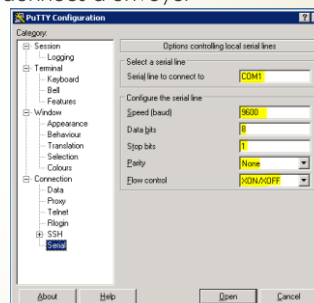 PuTTY Configuration
Category:
Session
Logging
Terminal
Keyboard
Bell
Features
Window
Appearance
Behaviour
Translation
Selection
Colours
Connection
Data
Proxy
Telnet
Rlogin
SSH
Serial
Options controlling local serial lines
Select a serial line
Serial line to connect to COM1
Configure the serial line
Speed (baud) 9600
Data bits 8
Stop bits 1
Parity None
Flow control XON/XOFF
About Help Open Cancel